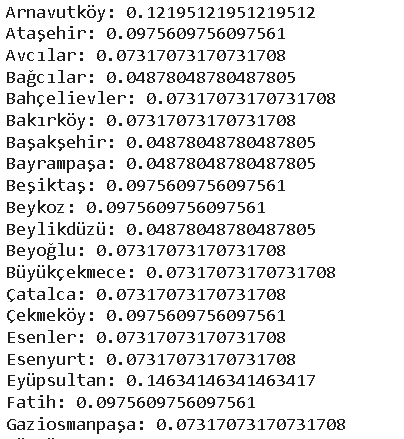 Arnavutköy: 0.12195121951219512
Ataşehir: 0.0975609756097561
Avcılar: 0.07317073170731708
Bağcılar: 0.04878048780487805
Bahçelievler: 0.07317073170731708
Bakırköy: 0.07317073170731708
Başakşehir: 0.04878048780487805
Bayrampaşa: 0.04878048780487805
Beşiktaş: 0.0975609756097561
Beykoz: 0.0975609756097561
Beylikdüzü: 0.04878048780487805
Beyoğlu: 0.07317073170731708
Büyükçekmece: 0.07317073170731708
Çatalca: 0.07317073170731708
Çekmeköy: 0.0975609756097561
Esenler: 0.07317073170731708
Esenyurt: 0.07317073170731708
Eyüpsultan: 0.14634146341463417
Fatih: 0.0975609756097561
Gaziosmanpaşa: 0.07317073170731708